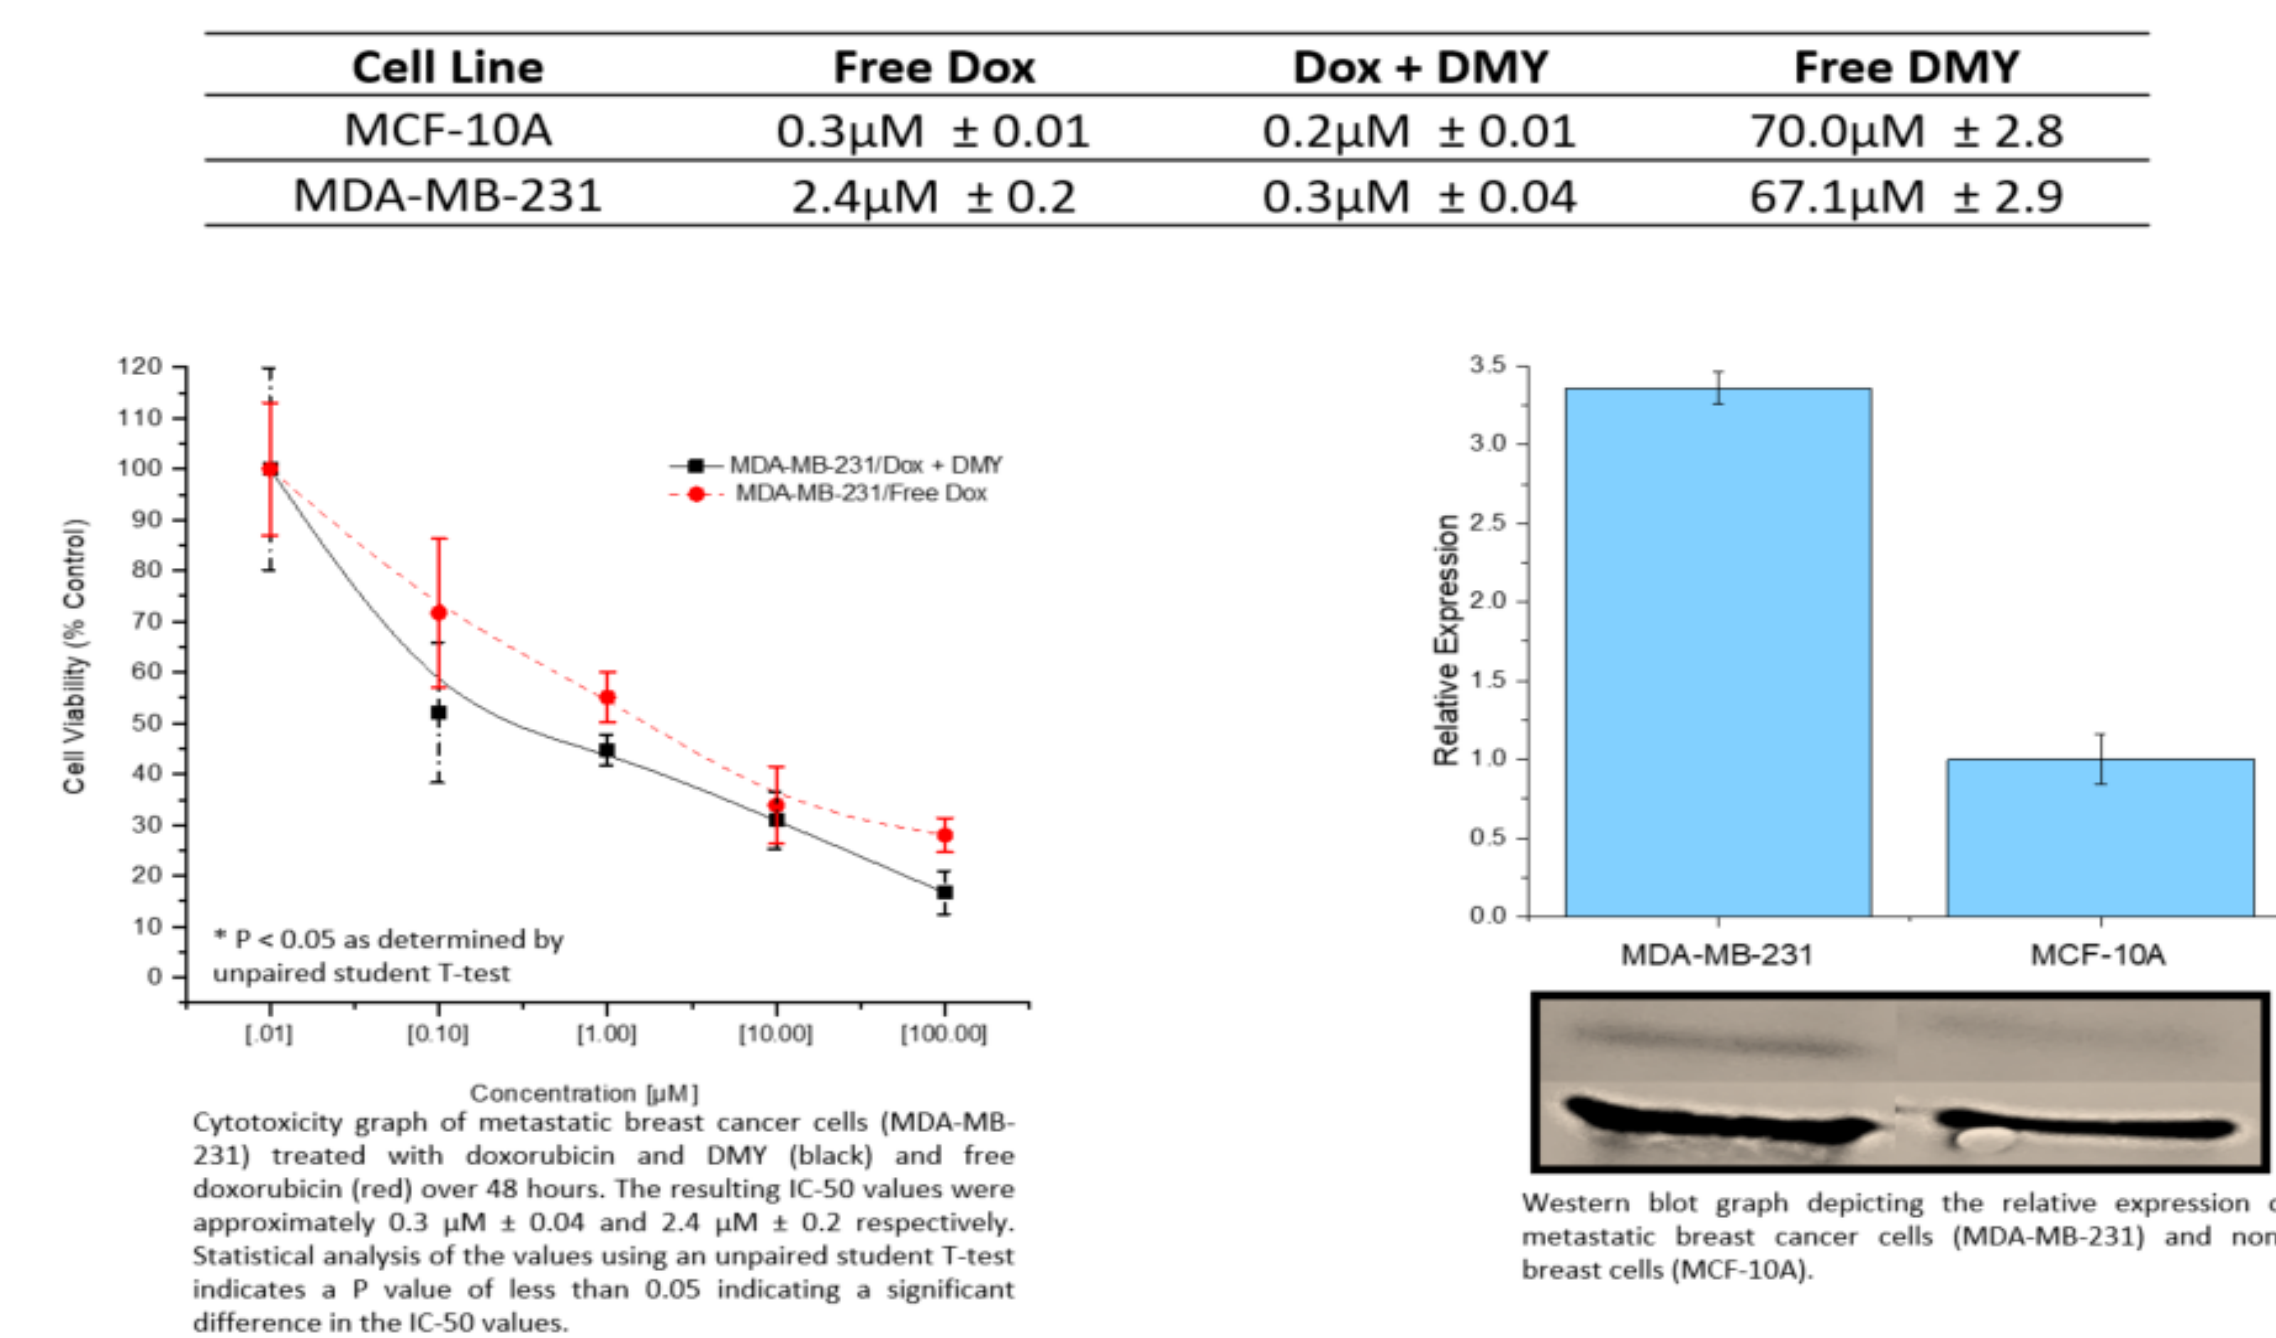 Cell Line Free Dox Dox + DMY Free DMY
MCF-10A 0.3µM ± 0.01 0.2µM ± 0.01 70.0µM ± 2.8
MDA-MB-231 2.4µM ± 0.2 0.3µM ± 0.04 67.1µM ± 2.9
Cell Viability (% Control)
120
110
100
90
80
70
60
50
40
30
20
10
0
MDA-MB-231/Dox + DMY
MDA-MB-231/Free Dox
* P < 0.05 as determined by
unpaired student T-test
[.01] [0.10] [1.00] [10.00] [100.00]
Concentration [µM]
Cytotoxicity graph of metastatic breast cancer cells (MDA-MB-
231) treated with doxorubicin and DMY (black) and free
doxorubicin (red) over 48 hours. The resulting IC-50 values were
approximately 0.3 µM ± 0.04 and 2.4 µM ± 0.2 respectively.
Statistical analysis of the values using an unpaired student T-test
indicates a P value of less than 0.05 indicating a significant
difference in the IC-50 values.
Relative Expression
3.5
3.0
2.5
2.0
1.5
1.0
0.5
0.0
MDA-MB-231 MCF-10A
Western blot graph depicting the relative expression
metastatic breast cancer cells (MDA-MB-231) and non
breast cells (MCF-10A).